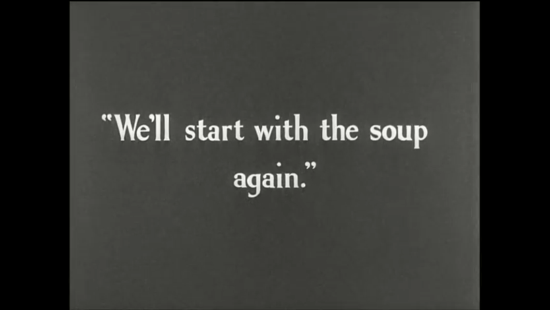 “We’ll start with the soup
again.”